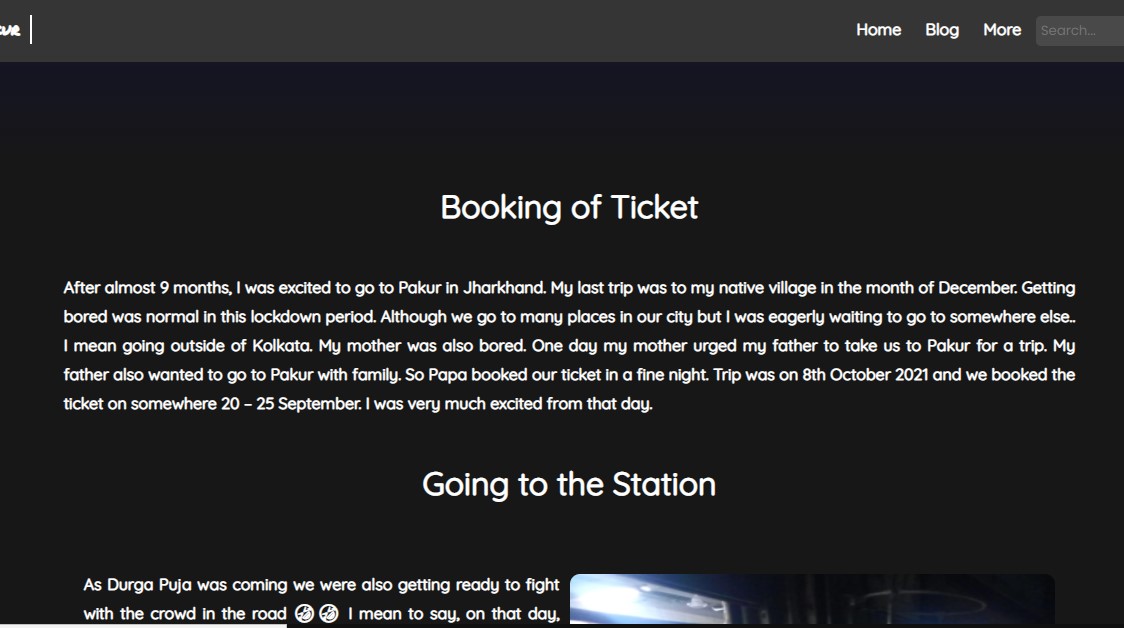 Home Blog More Search...
Booking of Ticket
After almost 9 months, I was excited to go to Pakur in Jharkhand. My last trip was to my native village in the month of December. Getting
bored was normal in this lockdown period. Although we go to many places in our city but I was eagerly waiting to go to somewhere else..
I mean going outside of Kolkata. My mother was also bored. One day my mother urged my father to take us to Pakur for a trip. My
father also wanted to go to Pakur with family. So Papa booked our ticket in a fine night. Trip was on 8th October 2021 and we booked the
ticket on somewhere 20 – 25 September. I was very much excited from that day.
Going to the Station
As Durga Puja was coming we were also getting ready to fight
with the crowd in the road 🤣🤣 I mean to say, on that day,